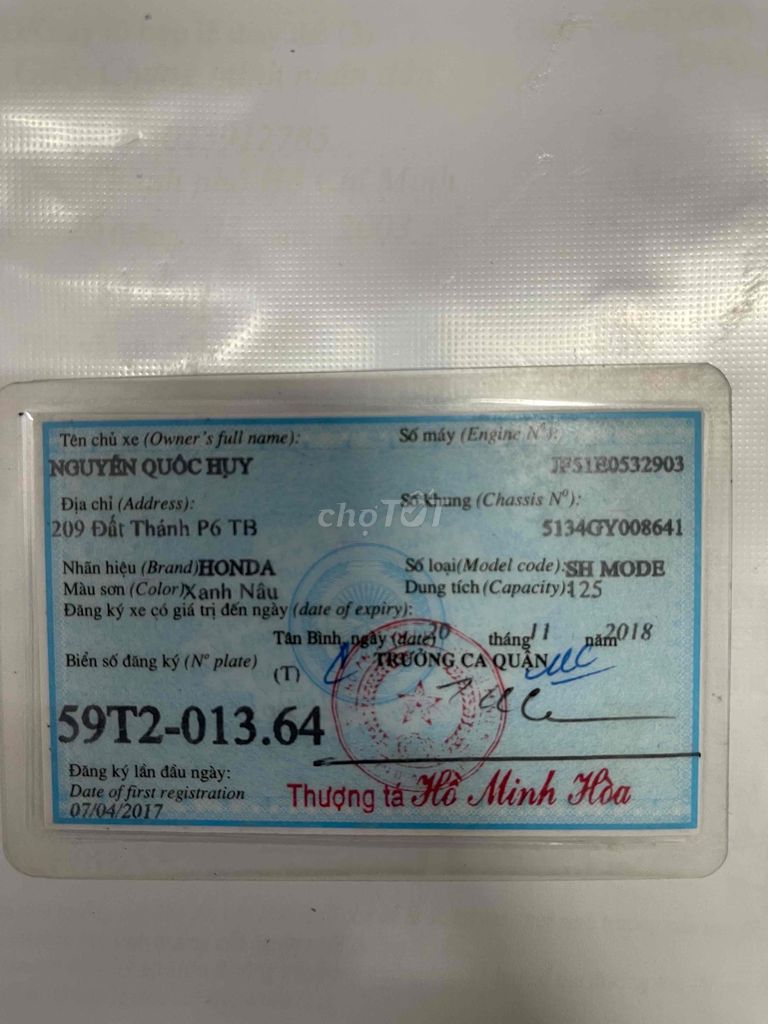 Tên chủ xe (Owner's full name):
NGUYỄN QUỐC HỤY
Địa chỉ (Address):
209 Đất Thánh P6 TB
Nhãn hiệu (Brand) HONDA
Màu sơn (Color) Xanh Nâu
Số máy (Engine Nº):
JF51E0532903
Số khung (Chassis Nº):
5134GY008641
Số loại(Model code): SH MODE
Dung tích (Capacity): 125
Đăng ký xe có giá trị đến ngày (date of expiry):
Tân Bình, ngày (date) 20 tháng 11 năm 2018
Biển số đăng ký (Nº plate)
(T)
TRƯỞNG CA QUẬN
59T2-013.64
Đăng ký lần đầu ngày:
Date of first registration
07/04/2017
Thượng tá Hồ Minh Hòa
chợTỐT